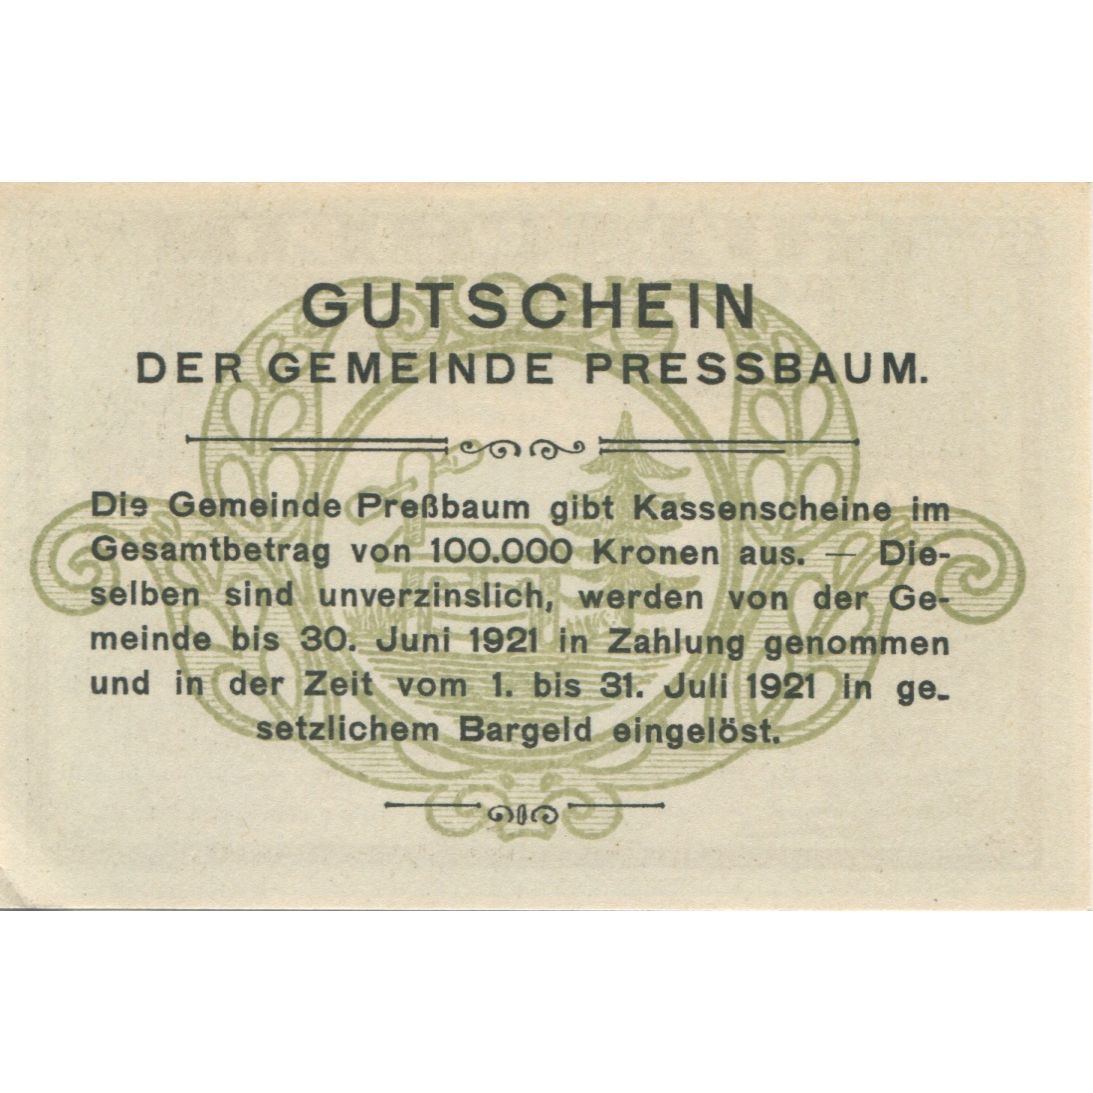 GUTSCHEIN
DER GEMEINDE PRESSBAUM.
Die Gemeinde Preßbaum gibt Kassenscheine im
Gesamtbetrag von 100.000 Kronen aus. — Die-
selben sind unverzinslich, werden von der Ge-
meinde bis 30. Juni 1921 in Zahlung genommen
und in der Zeit vom 1. bis 31. Juli 1921 in ge-
setzlichem Bargeld eingelöst.